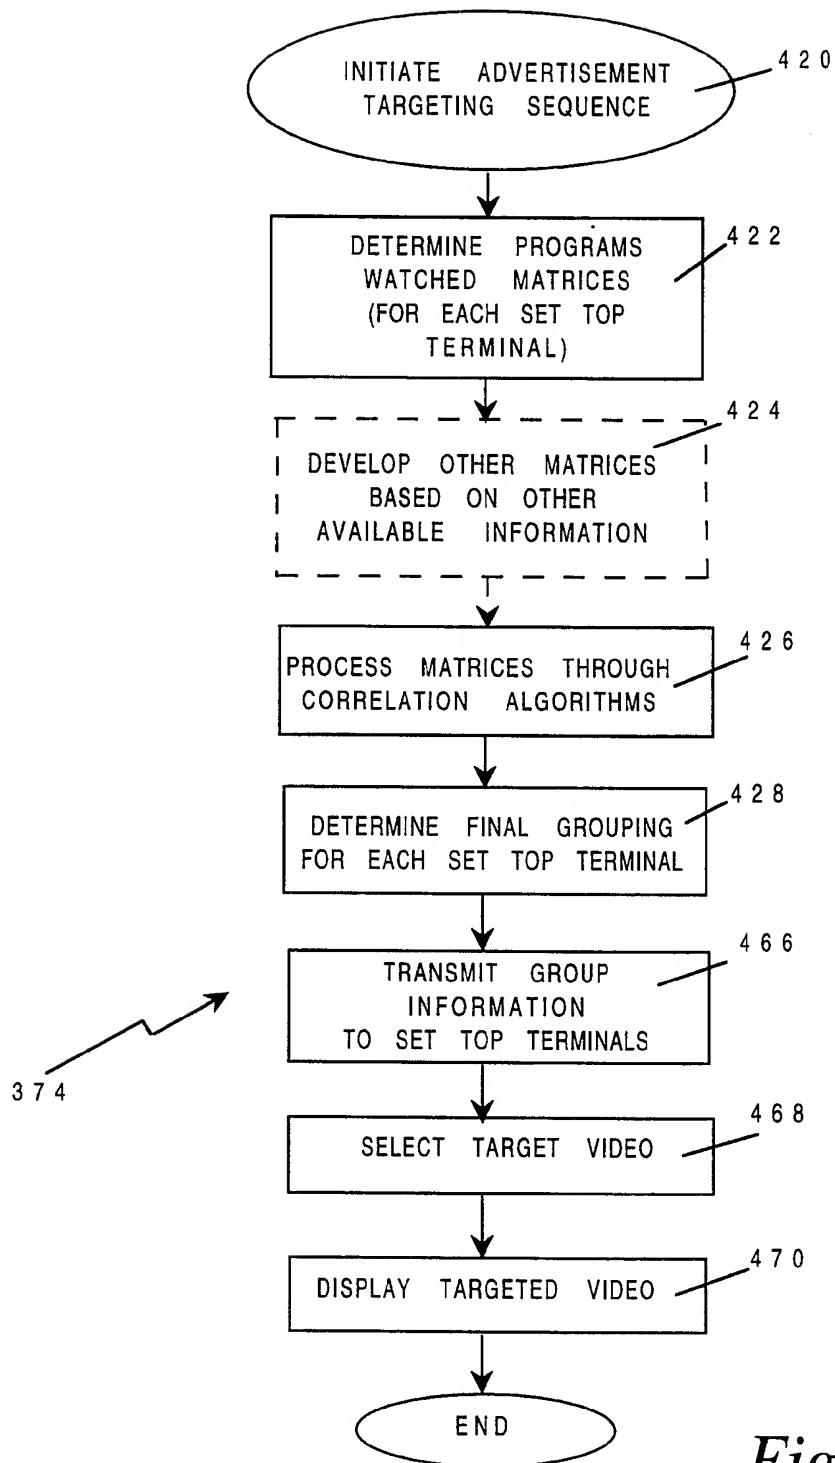 INITIATE ADVERTISEMENT
TARGETING SEQUENCE
420
DETERMINE PROGRAMS
WATCHED MATRICES
(FOR EACH SET TOP
TERMINAL)
422
DEVELOP OTHER MATRICES
BASED ON OTHER
AVAILABLE INFORMATION
424
PROCESS MATRICES THROUGH
CORRELATION ALGORITHMS
426
DETERMINE FINAL GROUPING
FOR EACH SET TOP TERMINAL
428
TRANSMIT GROUP
INFORMATION
TO SET TOP TERMINALS
466
374
SELECT TARGET VIDEO
468
DISPLAY TARGETED VIDEO
470
END
Fig